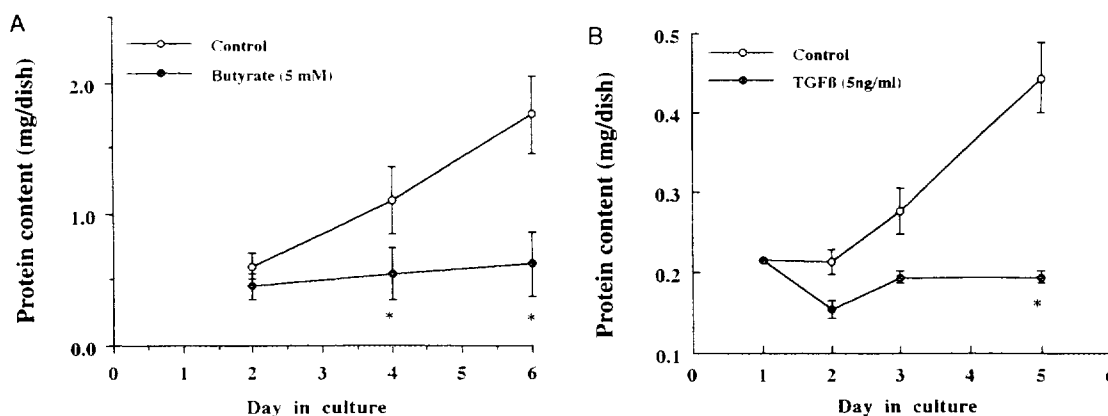 A
Control
Butyrate (5 mM)
Protein content (mg/dish)
2.0
1.0
0.0
0 1 2 3 4 5 6
Day in culture
*
*
B
Control
TGFß (5ng/ml)
Protein content (mg/dish)
0.5
0.4
0.3
0.2
0.1
0 1 2 3 5
Day in culture
*